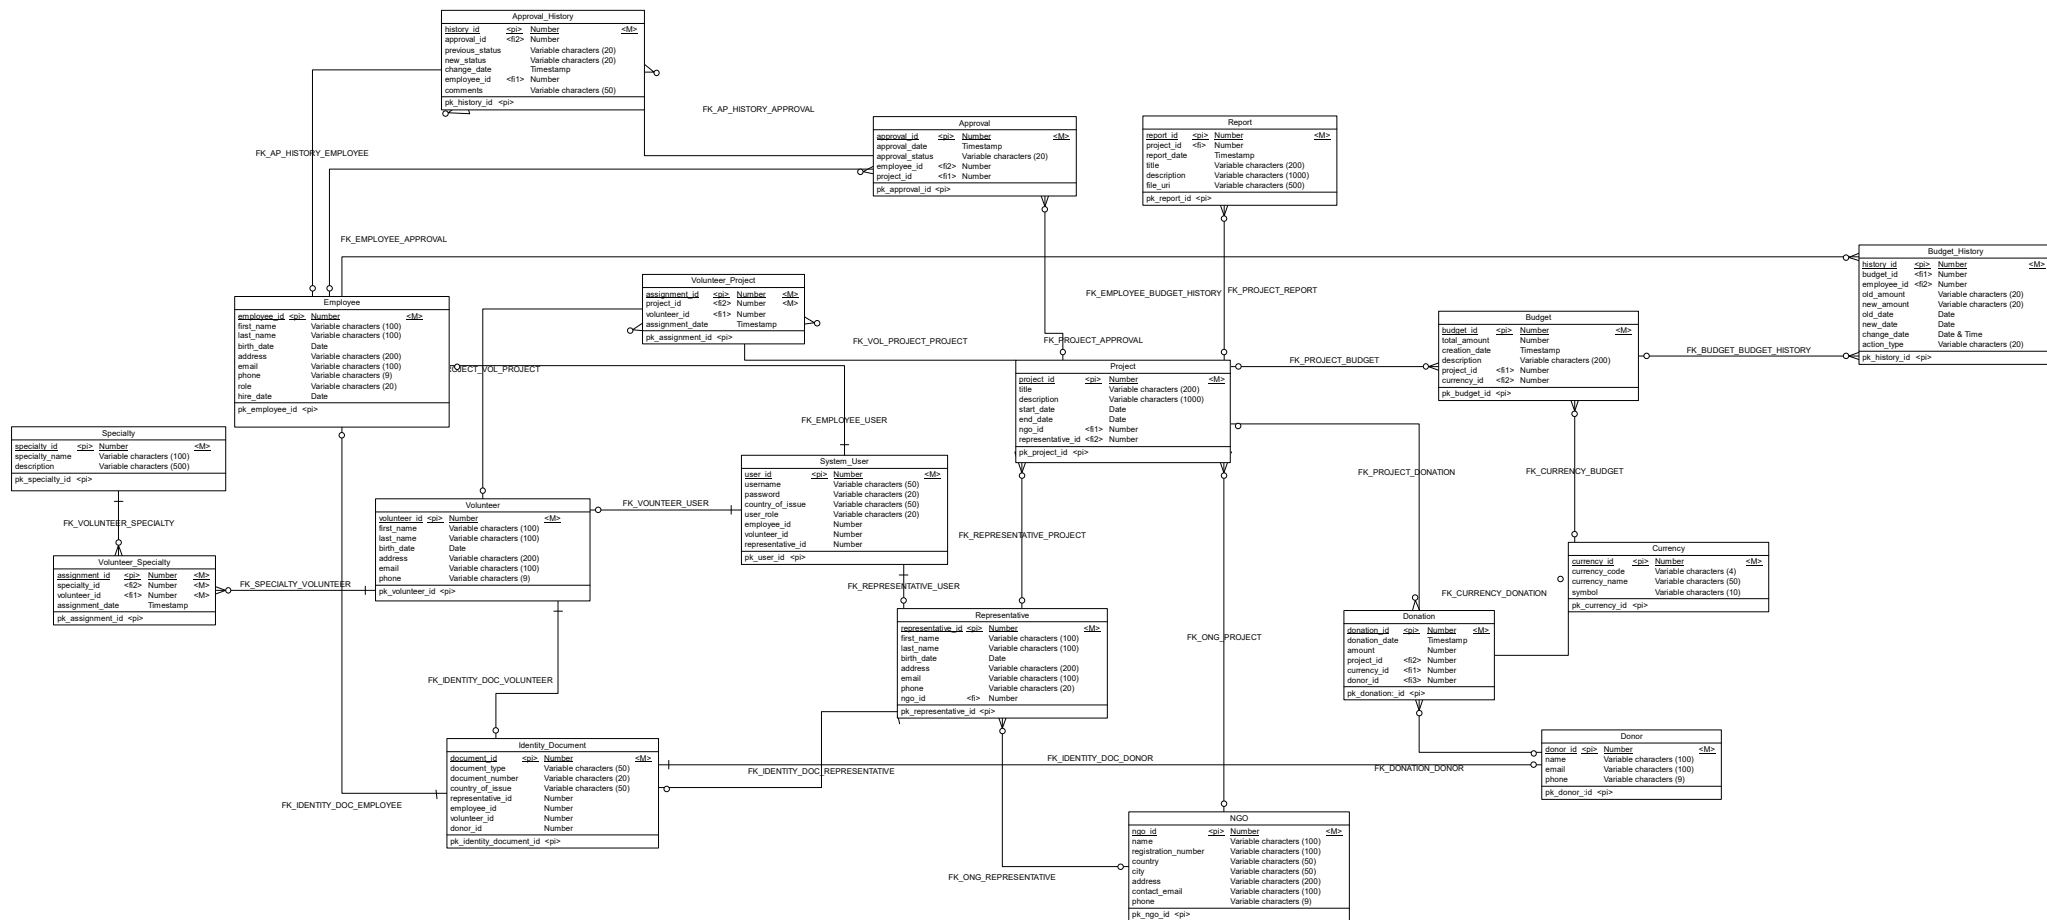 Approval_History
history_id <pi> Number <M>
approval_id <fi2> Number
previous_status Variable characters (20)
new_status Variable characters (20)
change_date Timestamp
employee_id <fi1> Number
comments Variable characters (50)
pk_history_id <pi>
FK_AP_HISTORY_APPROVAL
FK_AP_HISTORY_EMPLOYEE
Approval
approval_id <pi> Number <M>
approval_date Timestamp
approval_status Variable characters (20)
employee_id <fi2> Number
project_id <fi1> Number
pk_approval_id <pi>
Report
report_id <pi> Number <M>
project_id <fi> Number
report_date Timestamp
title Variable characters (200)
description Variable characters (1000)
file_uri Variable characters (500)
pk_report_id <pi>
FK_EMPLOYEE_APPROVAL
Budget_History
history_id <pi> Number <M>
budget_id <fi1> Number
employee_id <fi2> Number
old_amount Variable characters (20)
new_amount Variable characters (20)
old_date Date
new_date Date
change_date Date & Time
action_type Variable characters (20)
pk_history_id <pi>
Volunteer_Project
assignment_id <pi> Number <M>
project_id <fi2> Number <M>
volunteer_id <fi1> Number
assignment_date Timestamp
pk_assignment_id <pi>
FK_EMPLOYEE_BUDGET_HISTORY
FK_PROJECT_REPORT
Employee
employee_id <pi> Number <M>
first_name Variable characters (100)
last_name Variable characters (100)
birth_date Date
address Variable characters (200)
email Variable characters (100)
phone Variable characters (9)
role Variable characters (20)
hire_date Date
pk_employee_id <pi>
Budget
budget_id <pi> Number <M>
total_amount Number
creation_date Timestamp
description Variable characters (200)
project_id <fi1> Number
currency_id <fi2> Number
pk_budget_id <pi>
FK_VOL_PROJECT_PROJECT
FK_PROJECT_APPROVAL
FK_PROJECT_BUDGET
FK_BUDGET_BUDGET_HISTORY
OJECT_VOL_PROJECT
Project
project_id <pi> Number <M>
title Variable characters (200)
description Variable characters (1000)
start_date Date
end_date Date
ngo_id <fi1> Number
representative_id <fi2> Number
pk_project_id <pi>
FK_EMPLOYEE_USER
Specialty
specialty_id <pi> Number <M>
specialty_name Variable characters (100)
description Variable characters (500)
pk_specialty_id <pi>
System_User
user_id <pi> Number <M>
username Variable characters (50)
password Variable characters (20)
country_of_issue Variable characters (50)
user_role Variable characters (20)
employee_id Number
volunteer_id Number
representative_id Number
pk_user_id <pi>
FK_PROJECT_DONATION
FK_CURRENCY_BUDGET
Volunteer
volunteer_id <pi> Number <M>
first_name Variable characters (100)
last_name Variable characters (100)
birth_date Date
address Variable characters (200)
email Variable characters (100)
phone Variable characters (9)
pk_volunteer_id <pi>
FK_VOUNTEER_USER
FK_VOLUNTEER_SPECIALTY
FK_REPRESENTATIVE_PROJECT
Currency
currency_id <pi> Number <M>
currency_code Variable characters (4)
currency_name Variable characters (50)
symbol Variable characters (10)
pk_currency_id <pi>
Volunteer_Specialty
assignment_id <pi> Number <M>
specialty_id <fi2> Number <M>
volunteer_id <fi1> Number <M>
assignment_date Timestamp
pk_assignment_id <pi>
FK_SPECIALTY_VOLUNTEER
FK_REPRESENTATIVE_USER
FK_CURRENCY_DONATION
Representative
representative_id <pi> Number <M>
first_name Variable characters (100)
last_name Variable characters (100)
birth_date Date
address Variable characters (200)
email Variable characters (100)
phone Variable characters (20)
ngo_id <fi> Number
pk_representative_id <pi>
Donation
donation_id <pi> Number <M>
donation_date Timestamp
amount Number
project_id <fi2> Number
currency_id <fi1> Number
donor_id <fi3> Number
pk_donation:_id <pi>
FK_ONG_PROJECT
FK_IDENTITY_DOC_VOLUNTEER
Identity_Document
document_id <pi> Number <M>
document_type Variable characters (50)
document_number Variable characters (20)
country_of_issue Variable characters (50)
representative_id Number
employee_id Number
volunteer_id Number
donor_id Number
pk_identity_document_id <pi>
Donor
donor_id <pi> Number <M>
name Variable characters (100)
email Variable characters (100)
phone Variable characters (9)
pk_donor_:id <pi>
FK_IDENTITY_DOC_DONOR
FK_IDENTITY_DOC_REPRESENTATIVE
FK_DONATION_DONOR
FK_IDENTITY_DOC_EMPLOYEE
NGO
ngo_id <pi> Number <M>
name Variable characters (100)
registration_number Variable characters (100)
country Variable characters (50)
city Variable characters (50)
address Variable characters (200)
contact_email Variable characters (100)
phone Variable characters (9)
pk_ngo_id <pi>
FK_ONG_REPRESENTATIVE